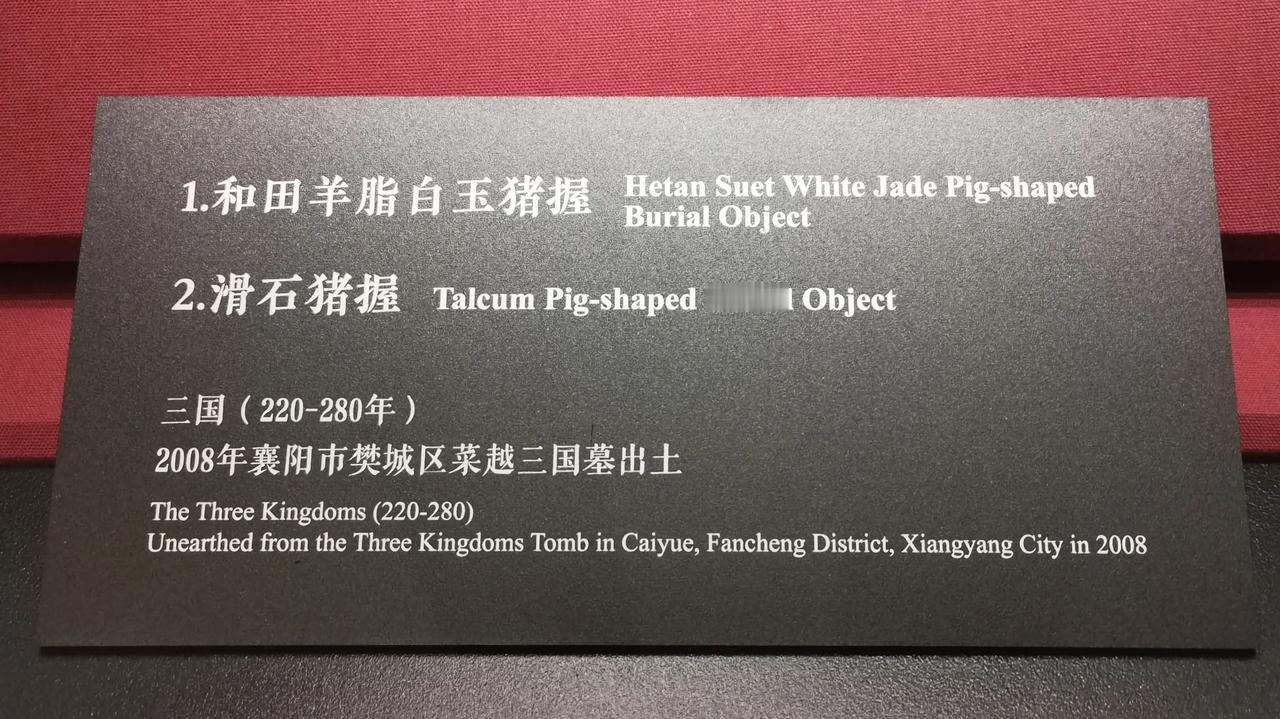 1.和田羊脂白玉猪握 Hetan Suet White Jade Pig-shaped
Burial Object
2.滑石猪握 Talcum Pig-shaped Object
三国（220-280年）
2008年襄阳市樊城区菜越三国墓出土
The Three Kingdoms (220-280)
Unearthed from the Three Kingdoms Tomb in Caiyue, Fancheng District, Xiangyang City in 2008